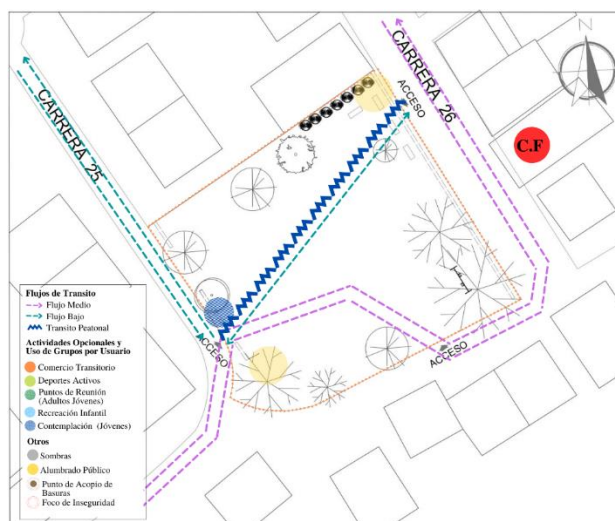 N
CARRERA 25
CARRERA 26
ACCESO
C.F
ACCESO
ACCESO
Flujos de Transito
Flujo Medio
Flujo Bajo
Transito Peatonal
Actividades Opcionales y
Uso de Grupos por Usuario
Comercio Transitorio
Deportes Activos
Puntos de Reunión
(Adultos Jóvenes)
Recreación Infantil
Contemplación (Jóvenes)
Otros
Sombras
Alumbrado Público
Punto de Acopio de
Basuras
Foco de Inseguridad